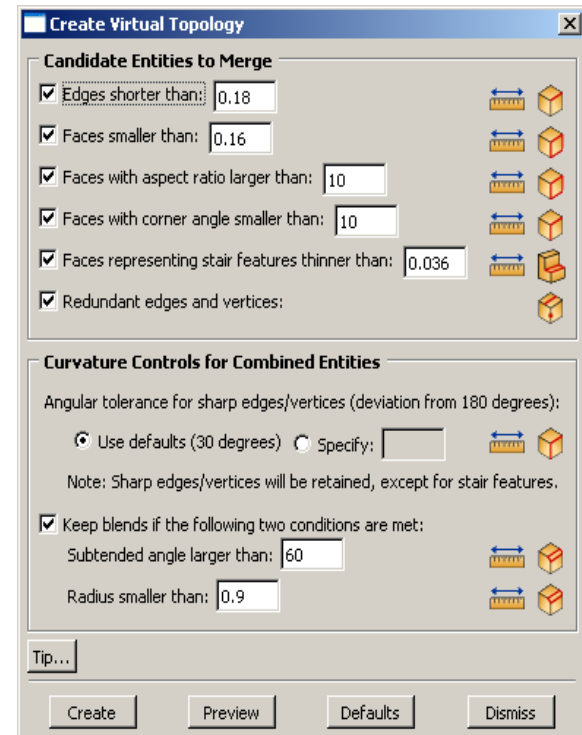 Create Virtual Topology
Candidate Entities to Merge
Edges shorter than: 0.18
Faces smaller than: 0.16
Faces with aspect ratio larger than: 10
Faces with corner angle smaller than: 10
Faces representing stair features thinner than: 0.036
Redundant edges and vertices:
Curvature Controls for Combined Entities
Angular tolerance for sharp edges/vertices (deviation from 180 degrees):
Use defaults (30 degrees) Specify:
Note: Sharp edges/vertices will be retained, except for stair features.
Keep blends if the following two conditions are met:
Subtended angle larger than: 60
Radius smaller than: 0.9
Tip...
Create Preview Defaults Dismiss